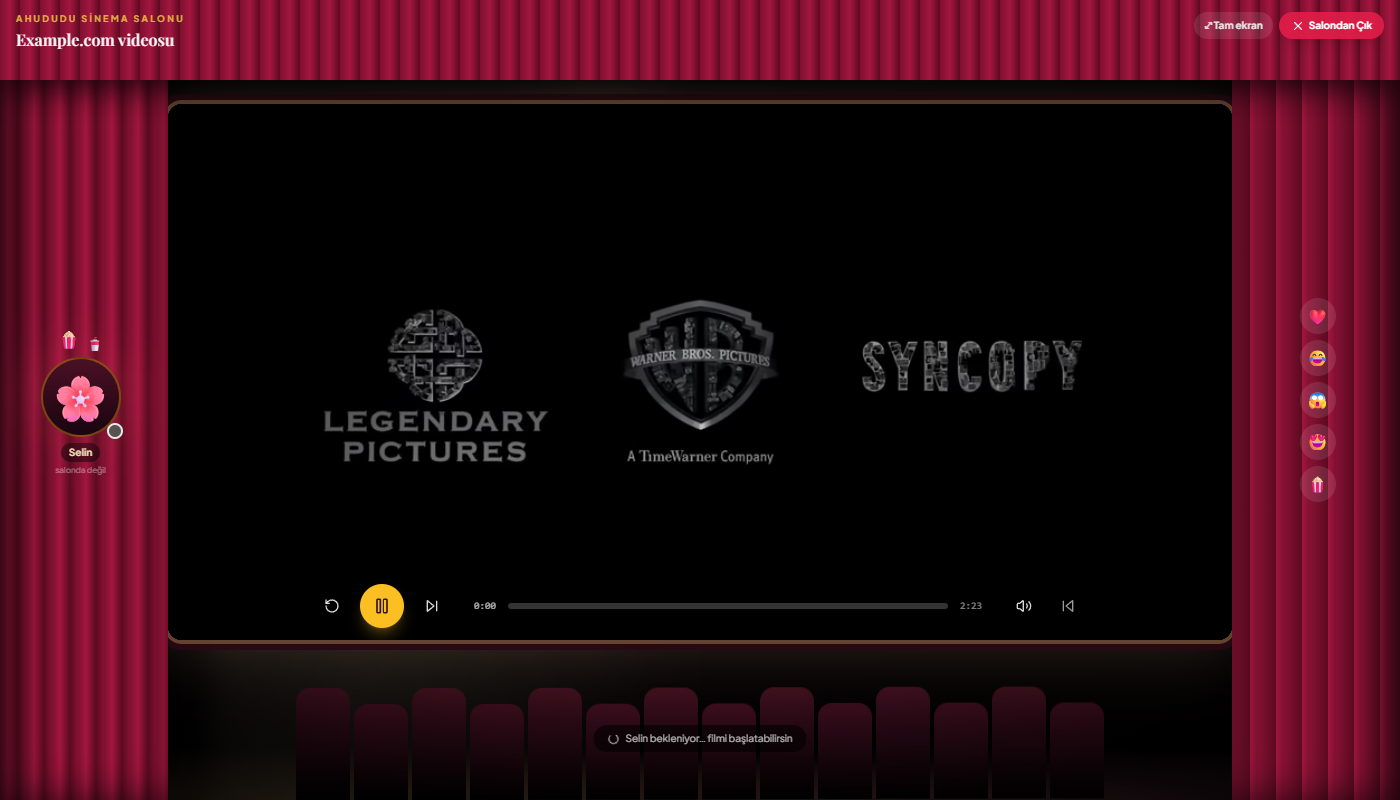 AHUDUDU SİNEMA SALONU
Example.com videosu
Tam ekran
Salondan Çık
LEGENDARY
PICTURES
WARNER BROS. PICTURES
A TimeWarner Company
SYNCOPY
Selin
salonda değil
0:00
2:23
Selin bekleniyor... filmi başlatabilirsin